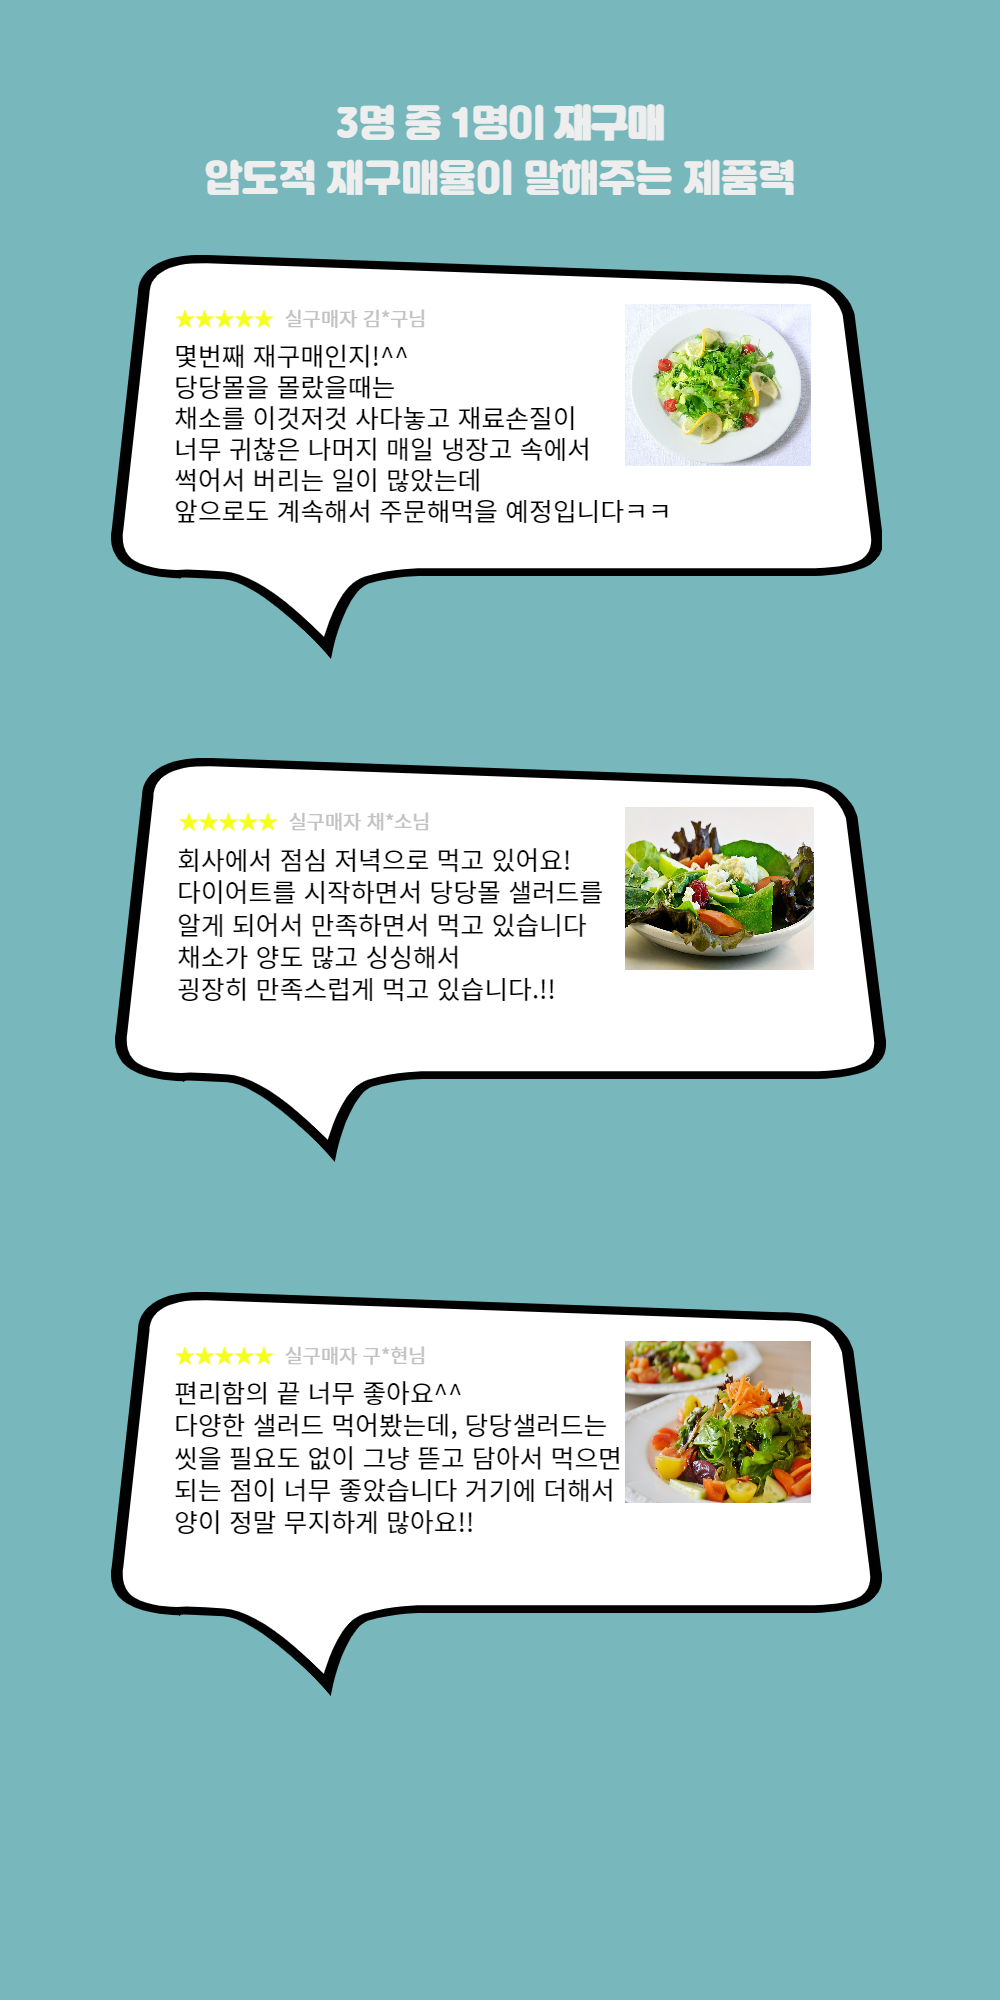 3명 중 1명이 재구매
압도적 재구매율이 말해주는 제품력
★★★★★ 실구매자 김*구님
몇번째 재구매인지!^^
당당몰을 몰랐을때는
채소를 이것저것 사다놓고 재료손질이
너무 귀찮은 나머지 매일 냉장고 속에서
썩어서 버리는 일이 많았는데
앞으로도 계속해서 주문해먹을 예정입니다ㅋㅋ
★★★★★ 실구매자 채*소님
회사에서 점심 저녁으로 먹고 있어요!
다이어트를 시작하면서 당당몰 샐러드를
알게 되어서 만족하면서 먹고 있습니다
채소가 양도 많고 싱싱해서
굉장히 만족스럽게 먹고 있습니다.!!
★★★★★ 실구매자 구*현님
편리함의 끝 너무 좋아요^^
다양한 샐러드 먹어봤는데, 당당샐러드는
씻을 필요도 없이 그냥 뜯고 담아서 먹으면
되는 점이 너무 좋았습니다 거기에 더해서
양이 정말 무지하게 많아요!!